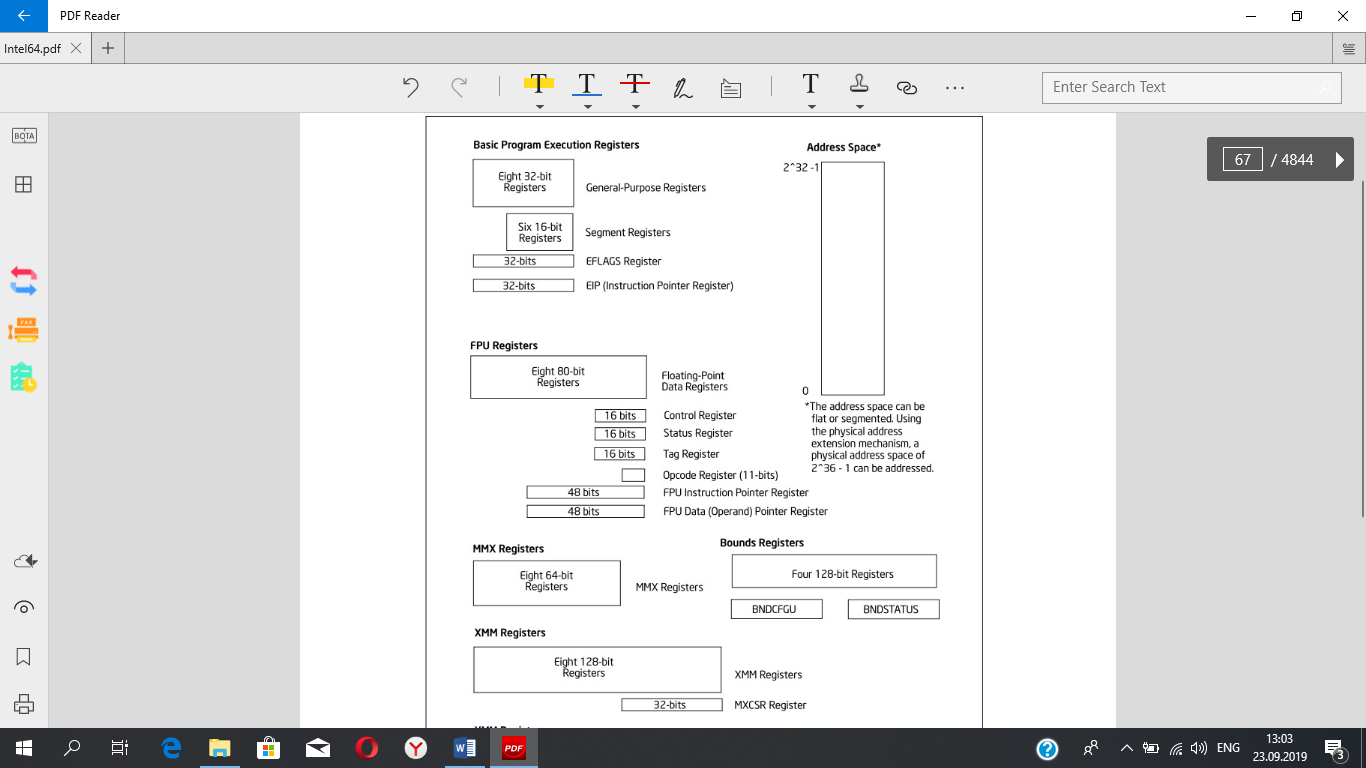 PDF Reader
Intel64.pdf
T T T T
Enter Search Text
BOTA
67 / 4844
Basic Program Execution Registers
Address Space*
2^32 -1
Eight 32-bit
Registers
General-Purpose Registers
Six 16-bit
Registers
Segment Registers
32-bits
EFLAGS Register
32-bits
EIP (Instruction Pointer Register)
FPU Registers
Eight 80-bit
Registers
Floating-Point
Data Registers
0
*The address space can be
flat or segmented. Using
the physical address
extension mechanism, a
physical address space of
2^36 - 1 can be addressed.
16 bits
Control Register
16 bits
Status Register
16 bits
Tag Register
Opcode Register (11-bits)
48 bits
FPU Instruction Pointer Register
48 bits
FPU Data (Operand) Pointer Register
MMX Registers
Eight 64-bit
Registers
MMX Registers
Bounds Registers
Four 128-bit Registers
BNDCFGU
BNDSTATUS
XMM Registers
Eight 128-bit
Registers
XMM Registers
32-bits
MXCSR Register
PDF
ENG
13:03
23.09.2019
3